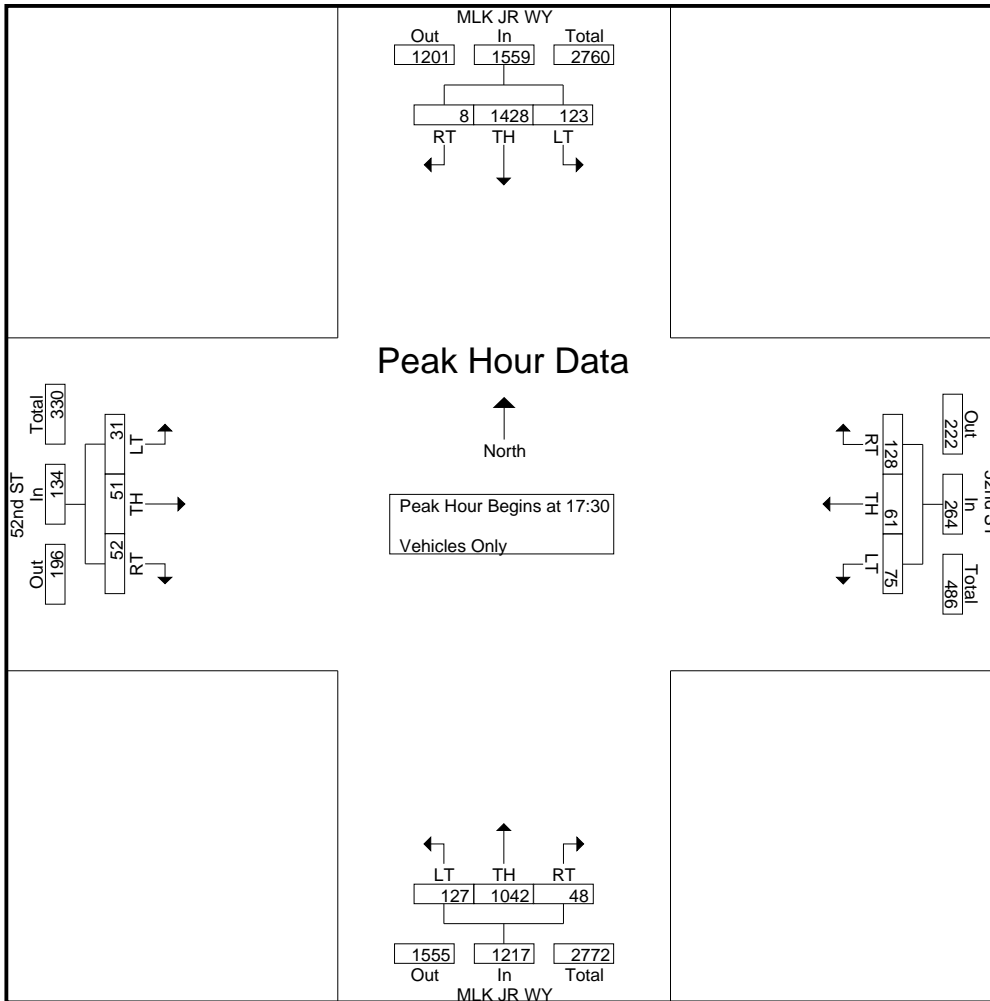 MLK JR WY
Out In Total
1201 1559 2760
8 1428 123
RT TH LT
Peak Hour Data
North
Peak Hour Begins at 17:30
Vehicles Only
52nd ST
Total In Out
330 134 196
31 51 52
LT TH RT
RT TH LT
128 61 75
Out In Total
222 264 486
LT TH RT
127 1042 48
1555 1217 2772
Out In Total
MLK JR WY